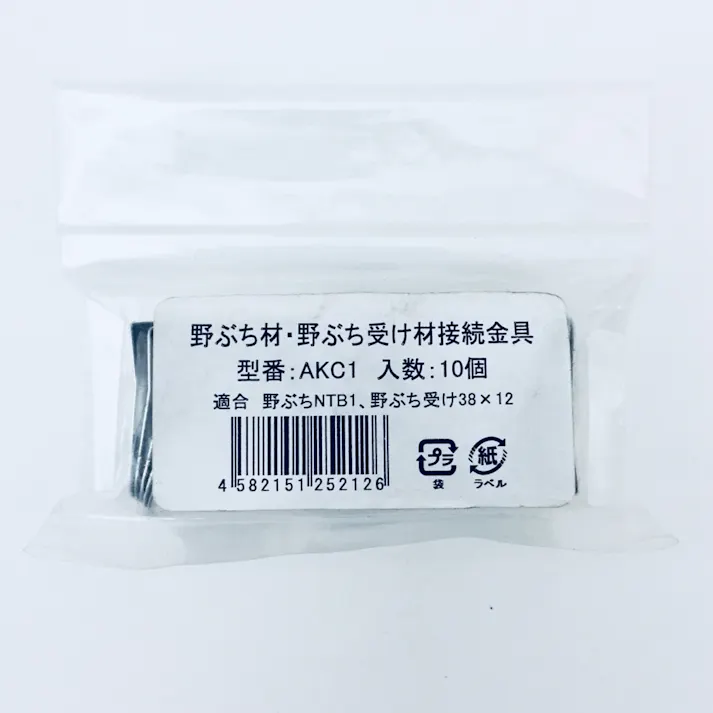 野ぶち材・野ぶち受け材接続金具
型番：AKC1　入数：10個
適合　野ぶちNTB1、野ぶち受け38×12
4 582151 252126
プラ
袋
紙
ラベル